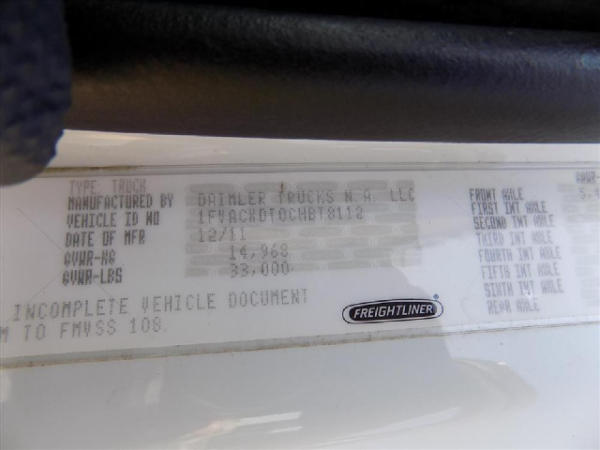 TYPE: TRUCK
MANUFACTURED BY DAIMLER TRUCKS N.A. LLC
VEHICLE ID NO 1FVACXDT0CHBT8112
DATE OF MFR 12/11
GVWR-KG 14,968
GVWR-LBS 33,000
INCOMPLETE VEHICLE DOCUMENT
M TO FMVSS 108.
FREIGHTLINER®
FRONT AXLE 5,4
FIRST INT AXLE
SECOND INT AXLE
THIRD INT AXLE
FOURTH INT AXLE
FIFTH INT AXLE
SIXTH INT AXLE
REAR AXLE